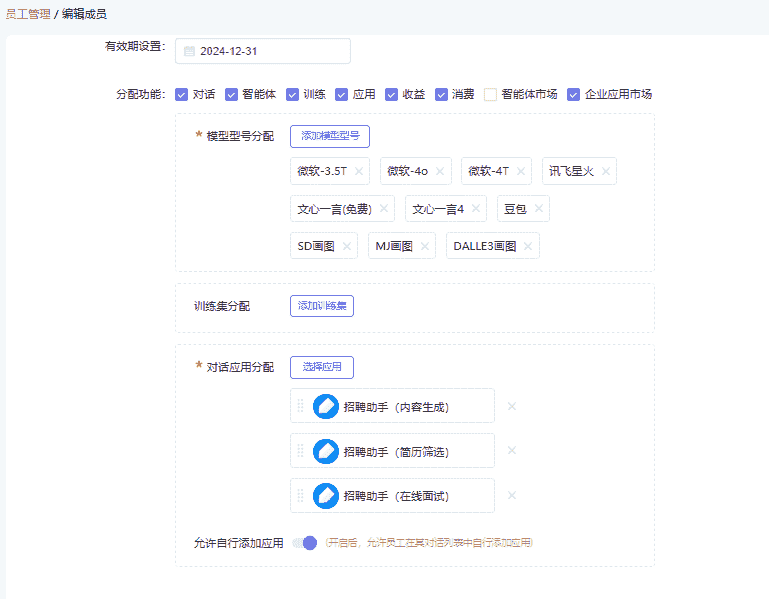 员工管理 / 编辑成员
有效期设置： 2024-12-31
分配功能： 对话 智能体 训练 应用 收益 消费 智能体市场 企业应用市场
* 模型型号分配 添加模型型号
微软-3.5T × 微软-4o × 微软-4T × 讯飞星火 ×
文心一言(免费) × 文心一言4 × 豆包 ×
SD画图 × MJ画图 × DALLE3画图 ×
训练集分配 添加训练集
* 对话应用分配 选择应用
招聘助手（内容生成） ×
招聘助手（简历筛选） ×
招聘助手（在线面试） ×
允许自行添加应用 (开启后，允许员工在其对话列表中自行添加应用)